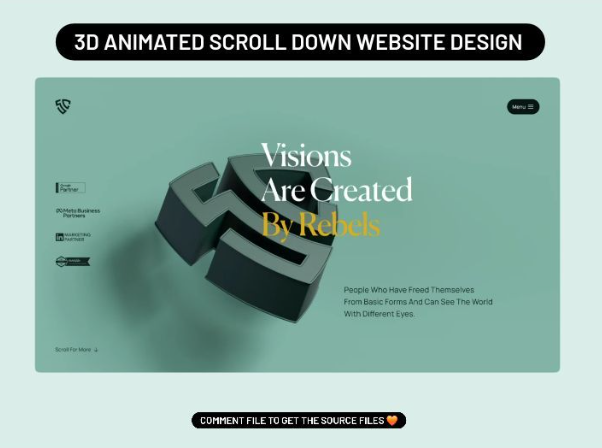 3D ANIMATED SCROLL DOWN WEBSITE DESIGN
Menu
Visions
Are Created
By Rebels
Partner
Meta Business
Partners
in MARKETING
PARTNER
People Who Have Freed Themselves
From Basic Forms And Can See The World
With Different Eyes.
Scroll For More
COMMENT FILE TO GET THE SOURCE FILES 🧡